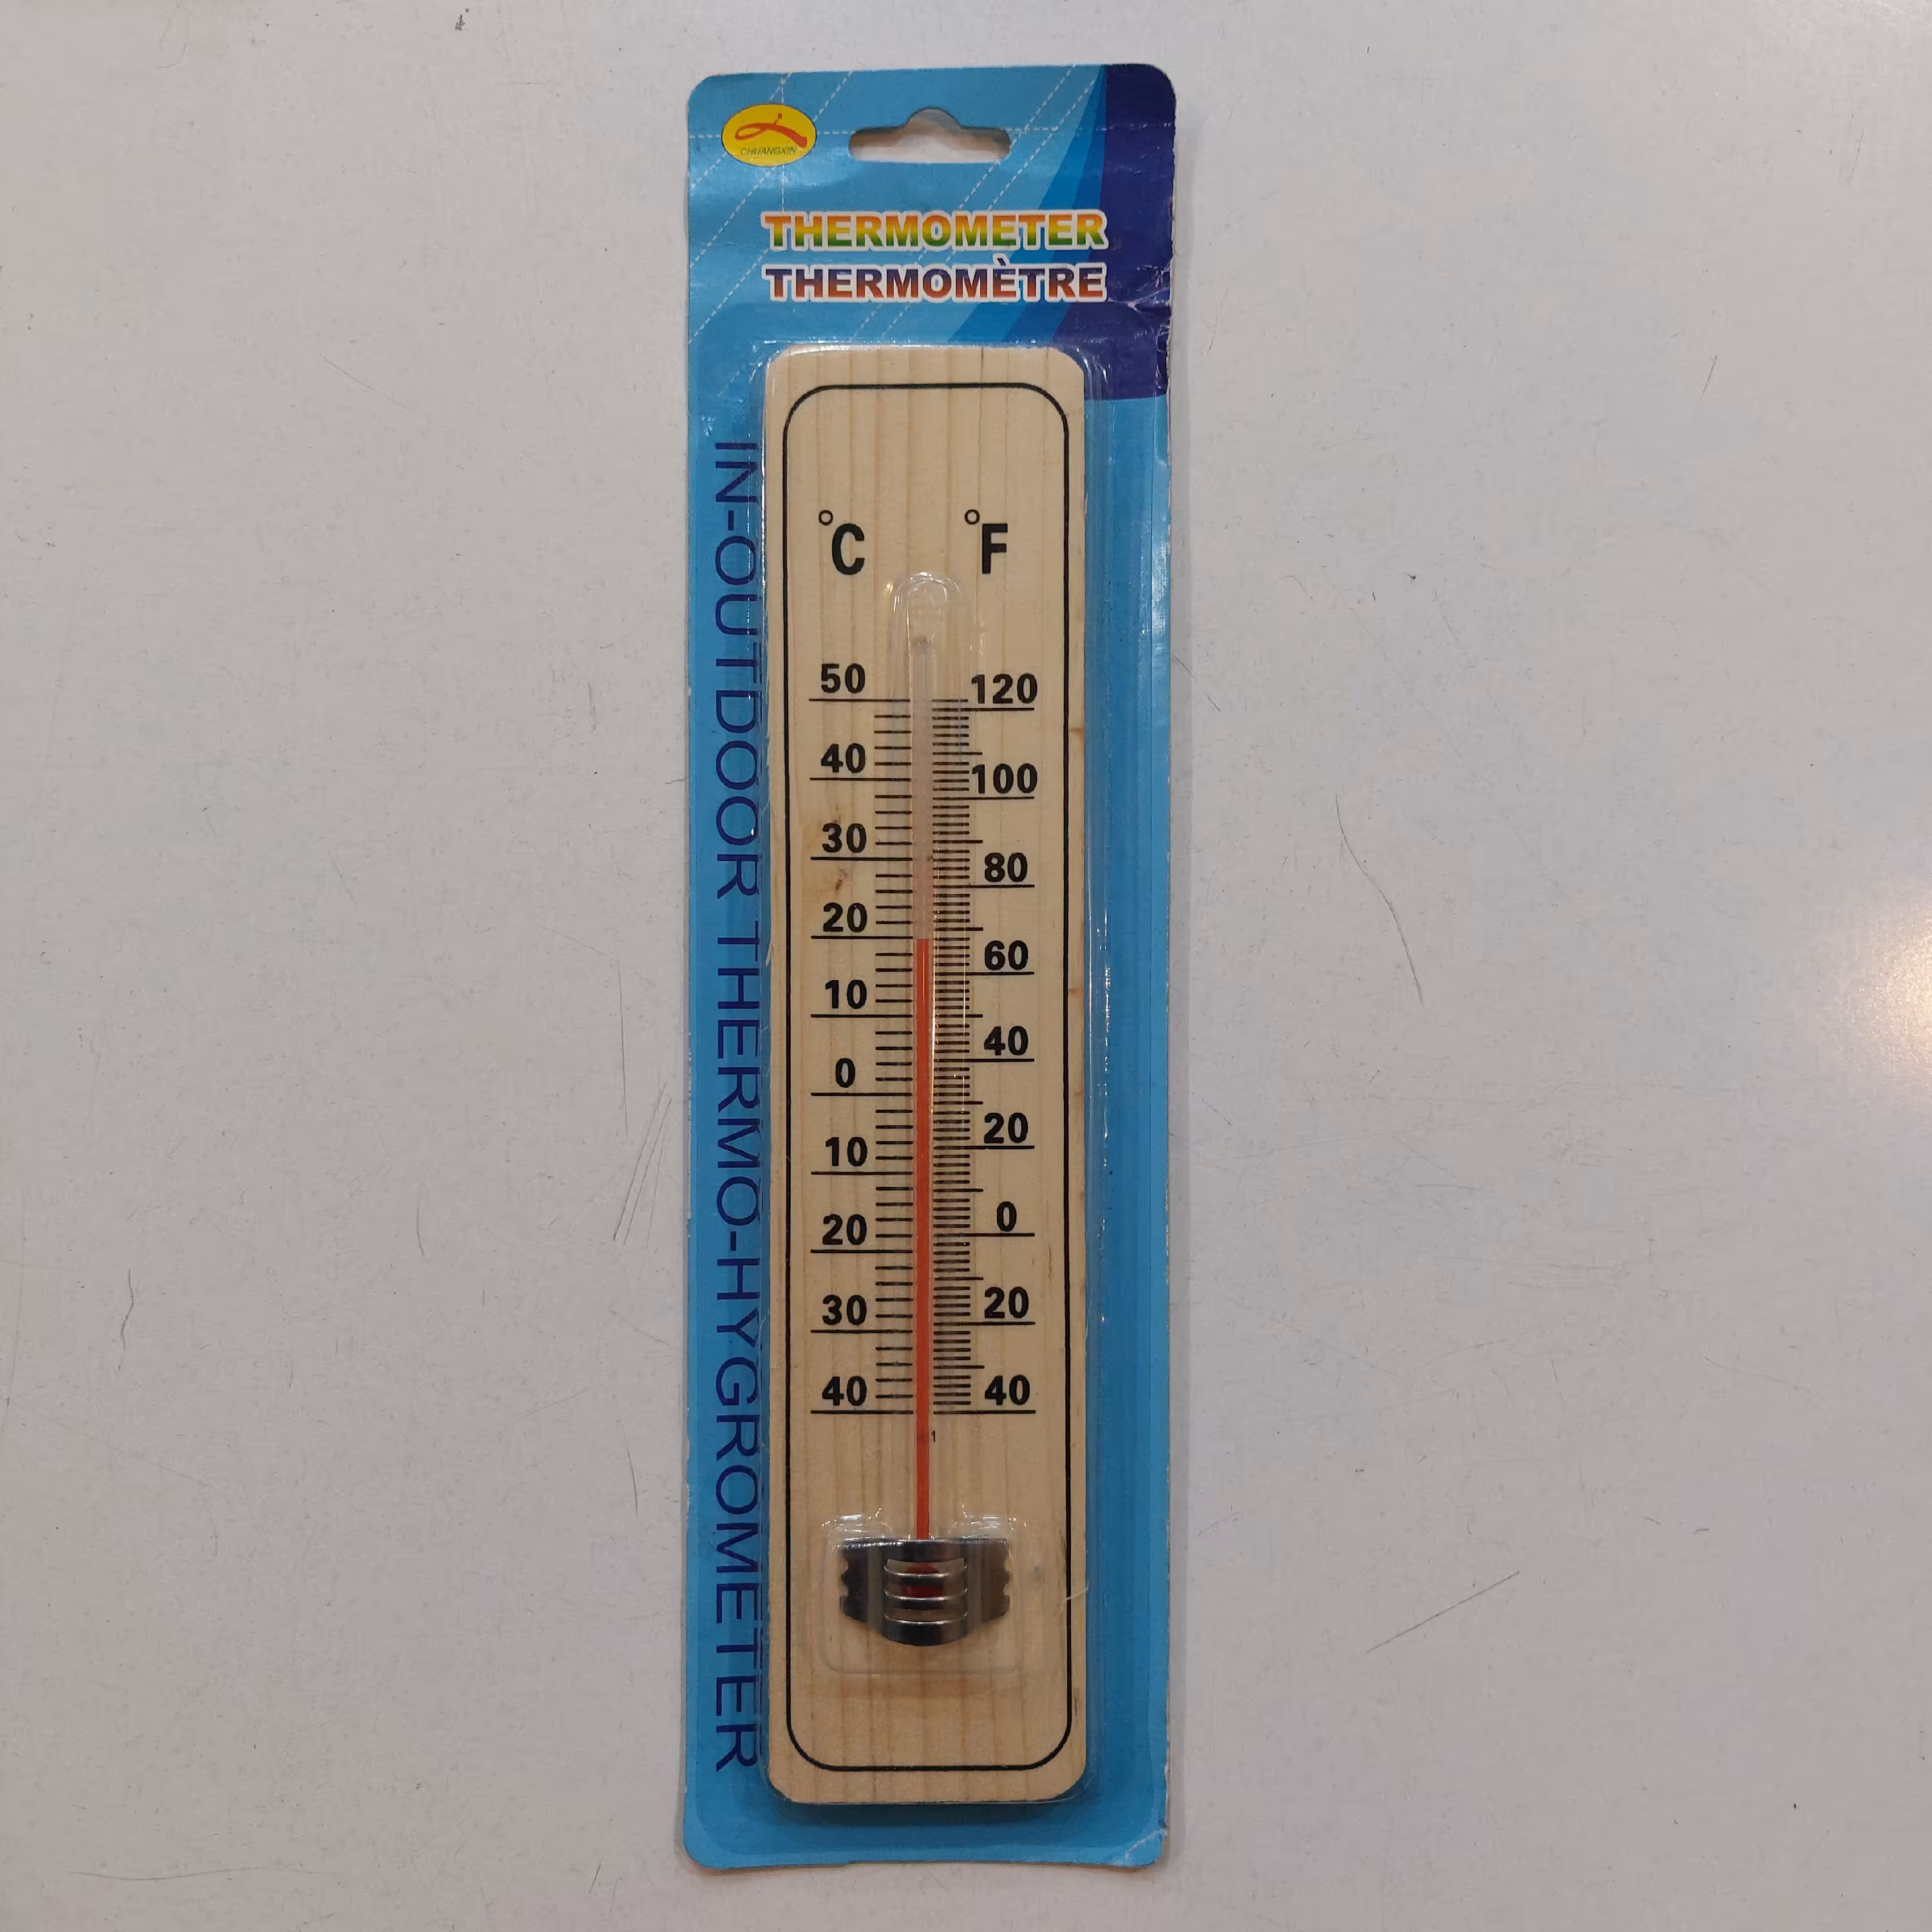 CHUANGXIN
THERMOMETER
THERMOMÈTRE
IN-OUTDOOR THERMO-HYGROMETER
°C °F
50 120
40 100
30 80
20 60
10 40
0 20
10 0
20 20
30 40
40
1